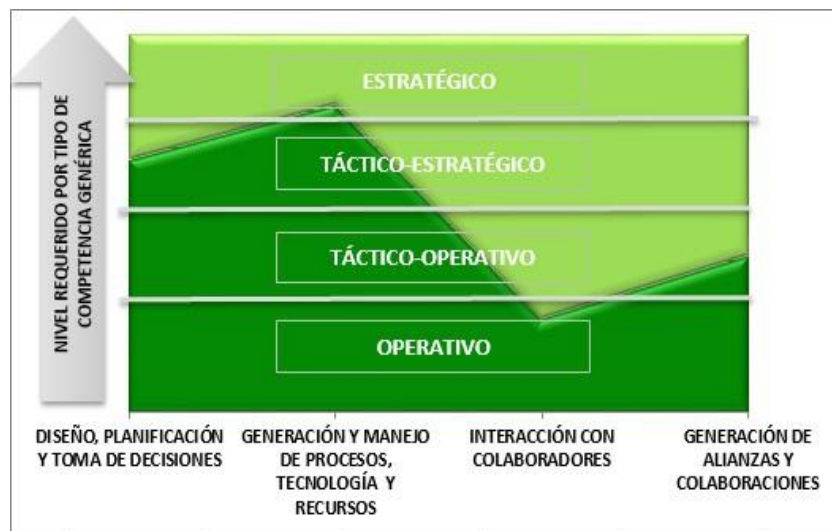 NIVEL REQUERIDO POR TIPO DE
COMPETENCIA GENÉRICA
ESTRATÉGICO
TÁCTICO-ESTRATÉGICO
TÁCTICO-OPERATIVO
OPERATIVO
DISEÑO, PLANIFICACIÓN
Y TOMA DE DECISIONES
GENERACIÓN Y MANEJO
DE PROCESOS,
TECNOLOGÍA Y
RECURSOS
INTERACCIÓN CON
COLABORADORES
GENERACIÓN DE
ALIANZAS Y
COLABORACIONES